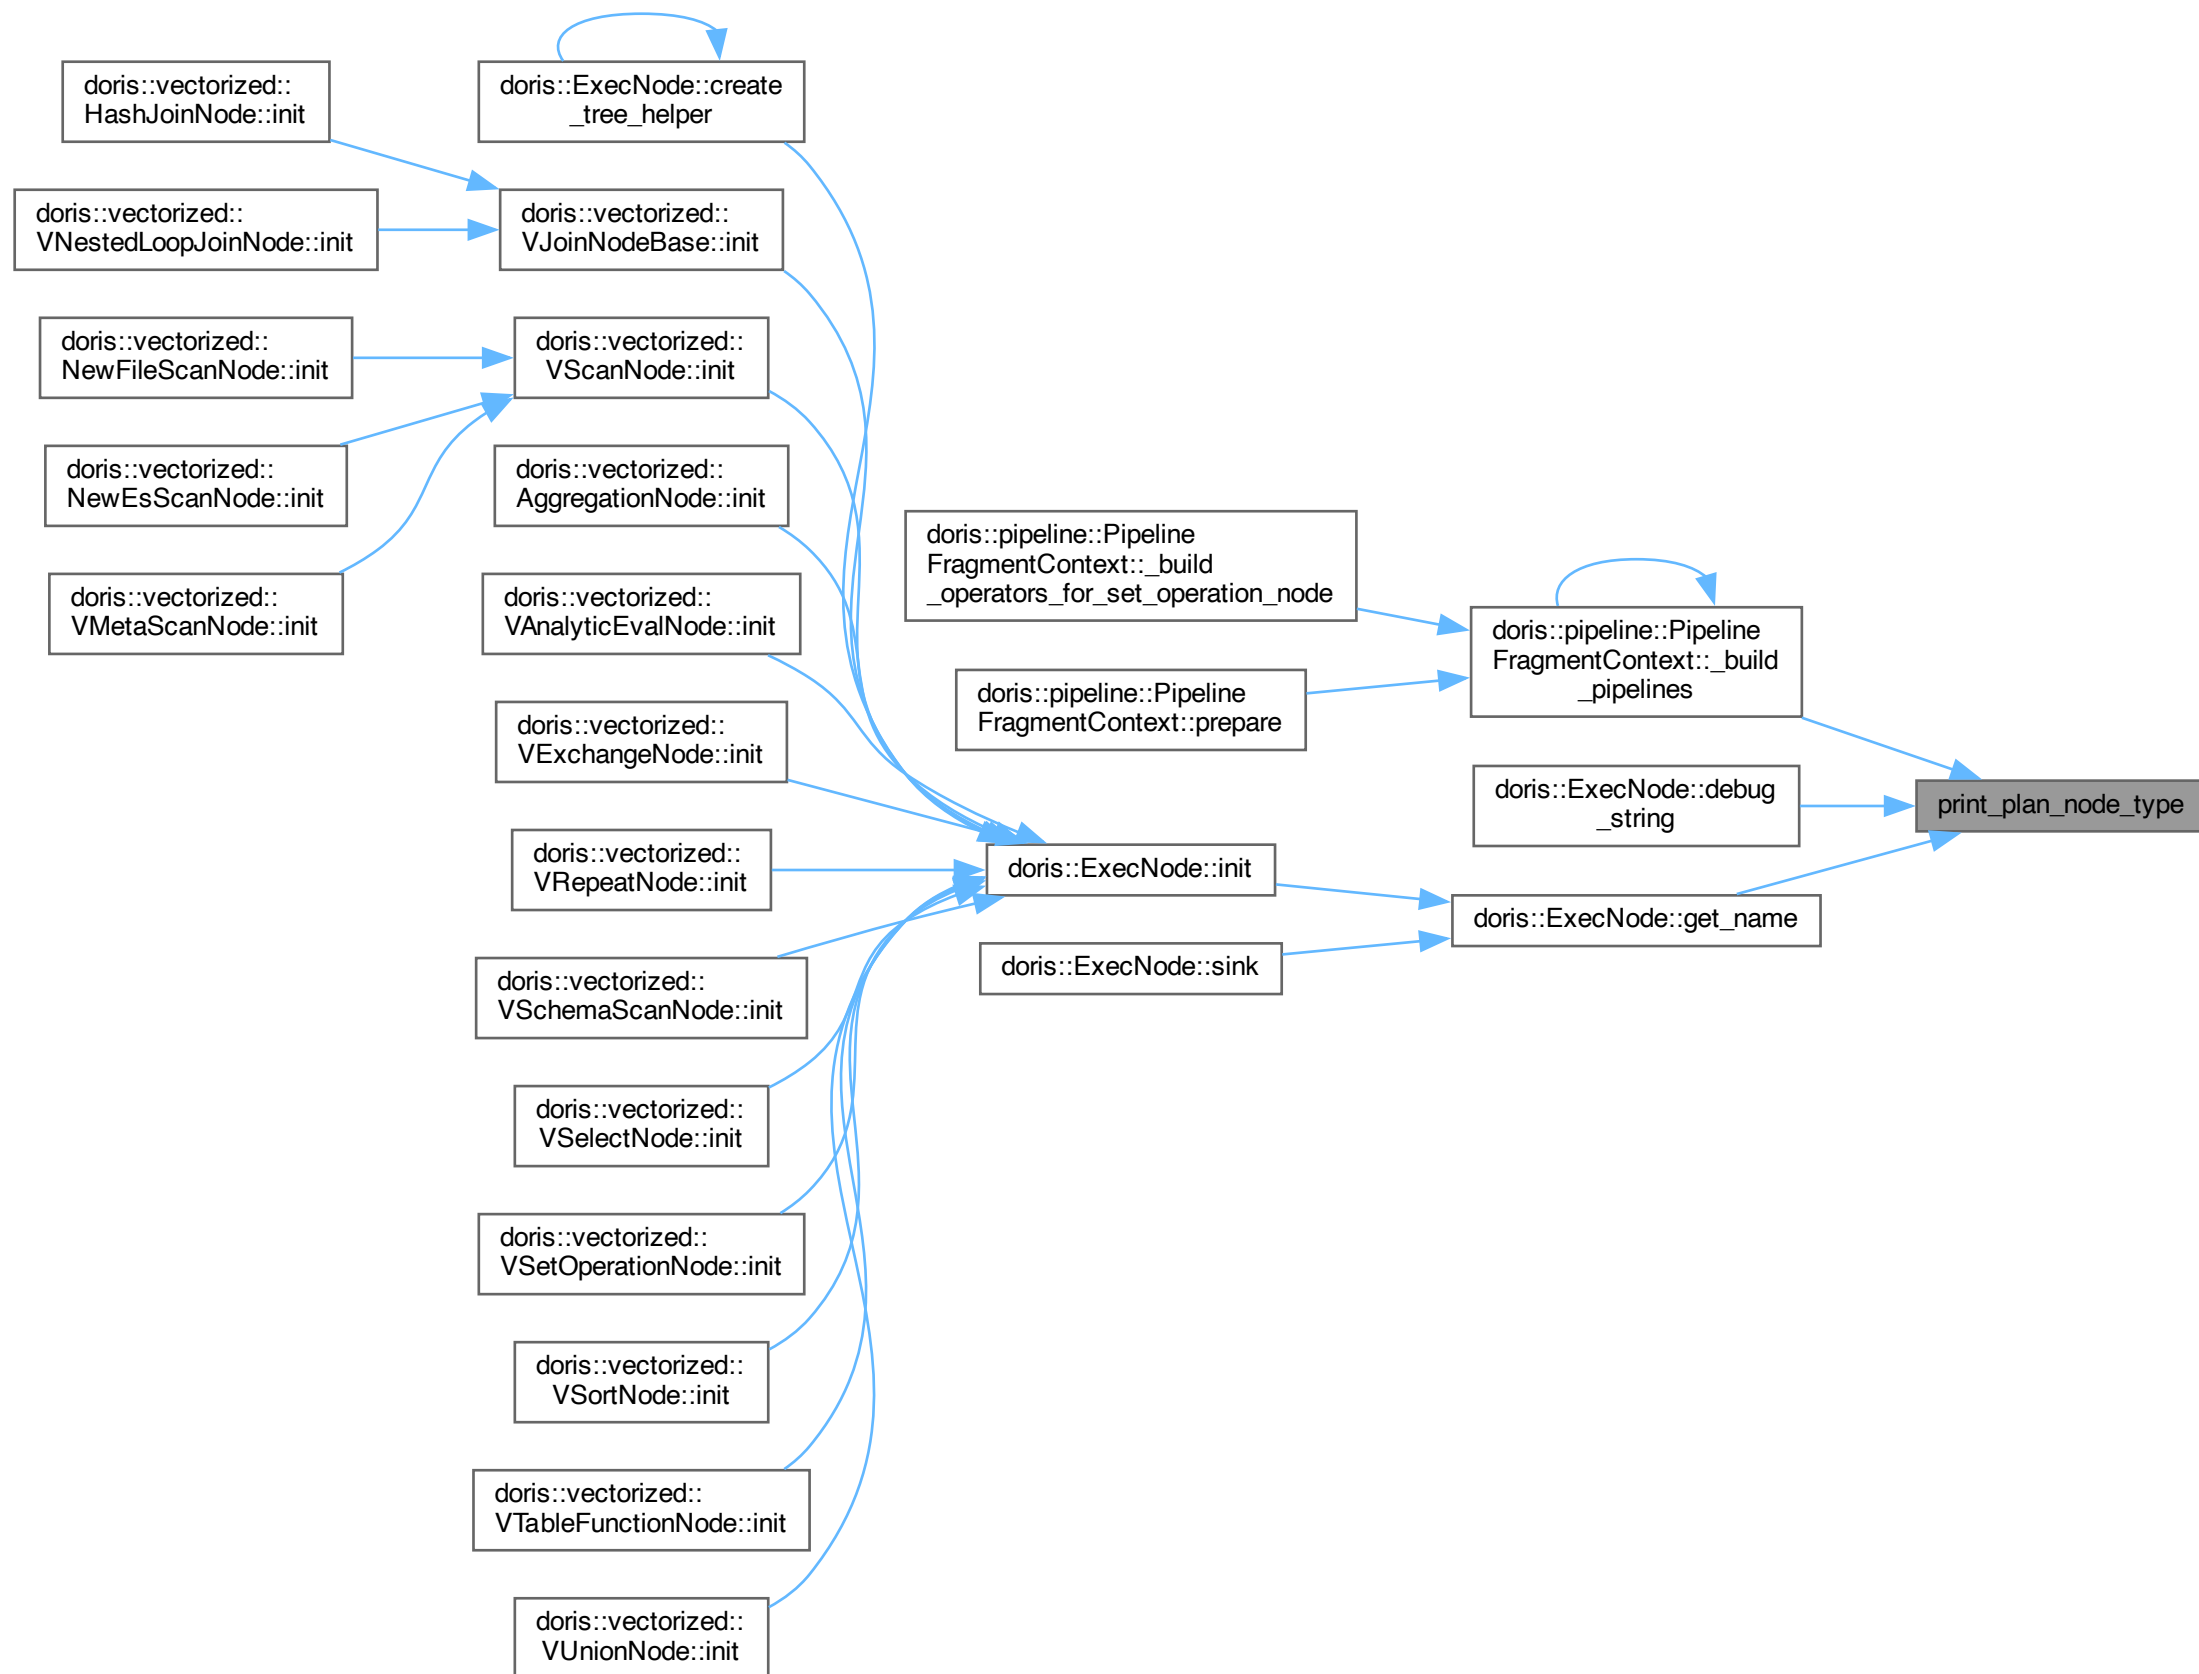 doris::vectorized::
HashJoinNode::init
doris::vectorized::
VNestedLoopJoinNode::init
doris::vectorized::
NewFileScanNode::init
doris::vectorized::
NewEsScanNode::init
doris::vectorized::
VMetaScanNode::init
doris::ExecNode::create
_tree_helper
doris::vectorized::
VJoinNodeBase::init
doris::vectorized::
VScanNode::init
doris::vectorized::
AggregationNode::init
doris::vectorized::
VAnalyticEvalNode::init
doris::vectorized::
VExchangeNode::init
doris::vectorized::
VRepeatNode::init
doris::vectorized::
VSchemaScanNode::init
doris::vectorized::
VSelectNode::init
doris::vectorized::
VSetOperationNode::init
doris::vectorized::
VSortNode::init
doris::vectorized::
VTableFunctionNode::init
doris::vectorized::
VUnionNode::init
doris::pipeline::Pipeline
FragmentContext::_build
_operators_for_set_operation_node
doris::pipeline::Pipeline
FragmentContext::prepare
doris::ExecNode::init
doris::ExecNode::sink
doris::pipeline::Pipeline
FragmentContext::_build
_pipelines
doris::ExecNode::debug
_string
doris::ExecNode::get_name
print_plan_node_type